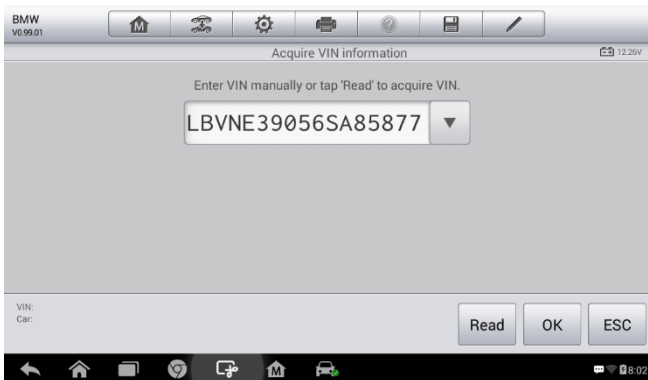 BMW
V0.99.01
M
?
Acquire VIN information
12.26V
Enter VIN manually or tap 'Read' to acquire VIN.
LBVNE39056SA85877
VIN:
Car:
Read
OK
ESC
M
8:02